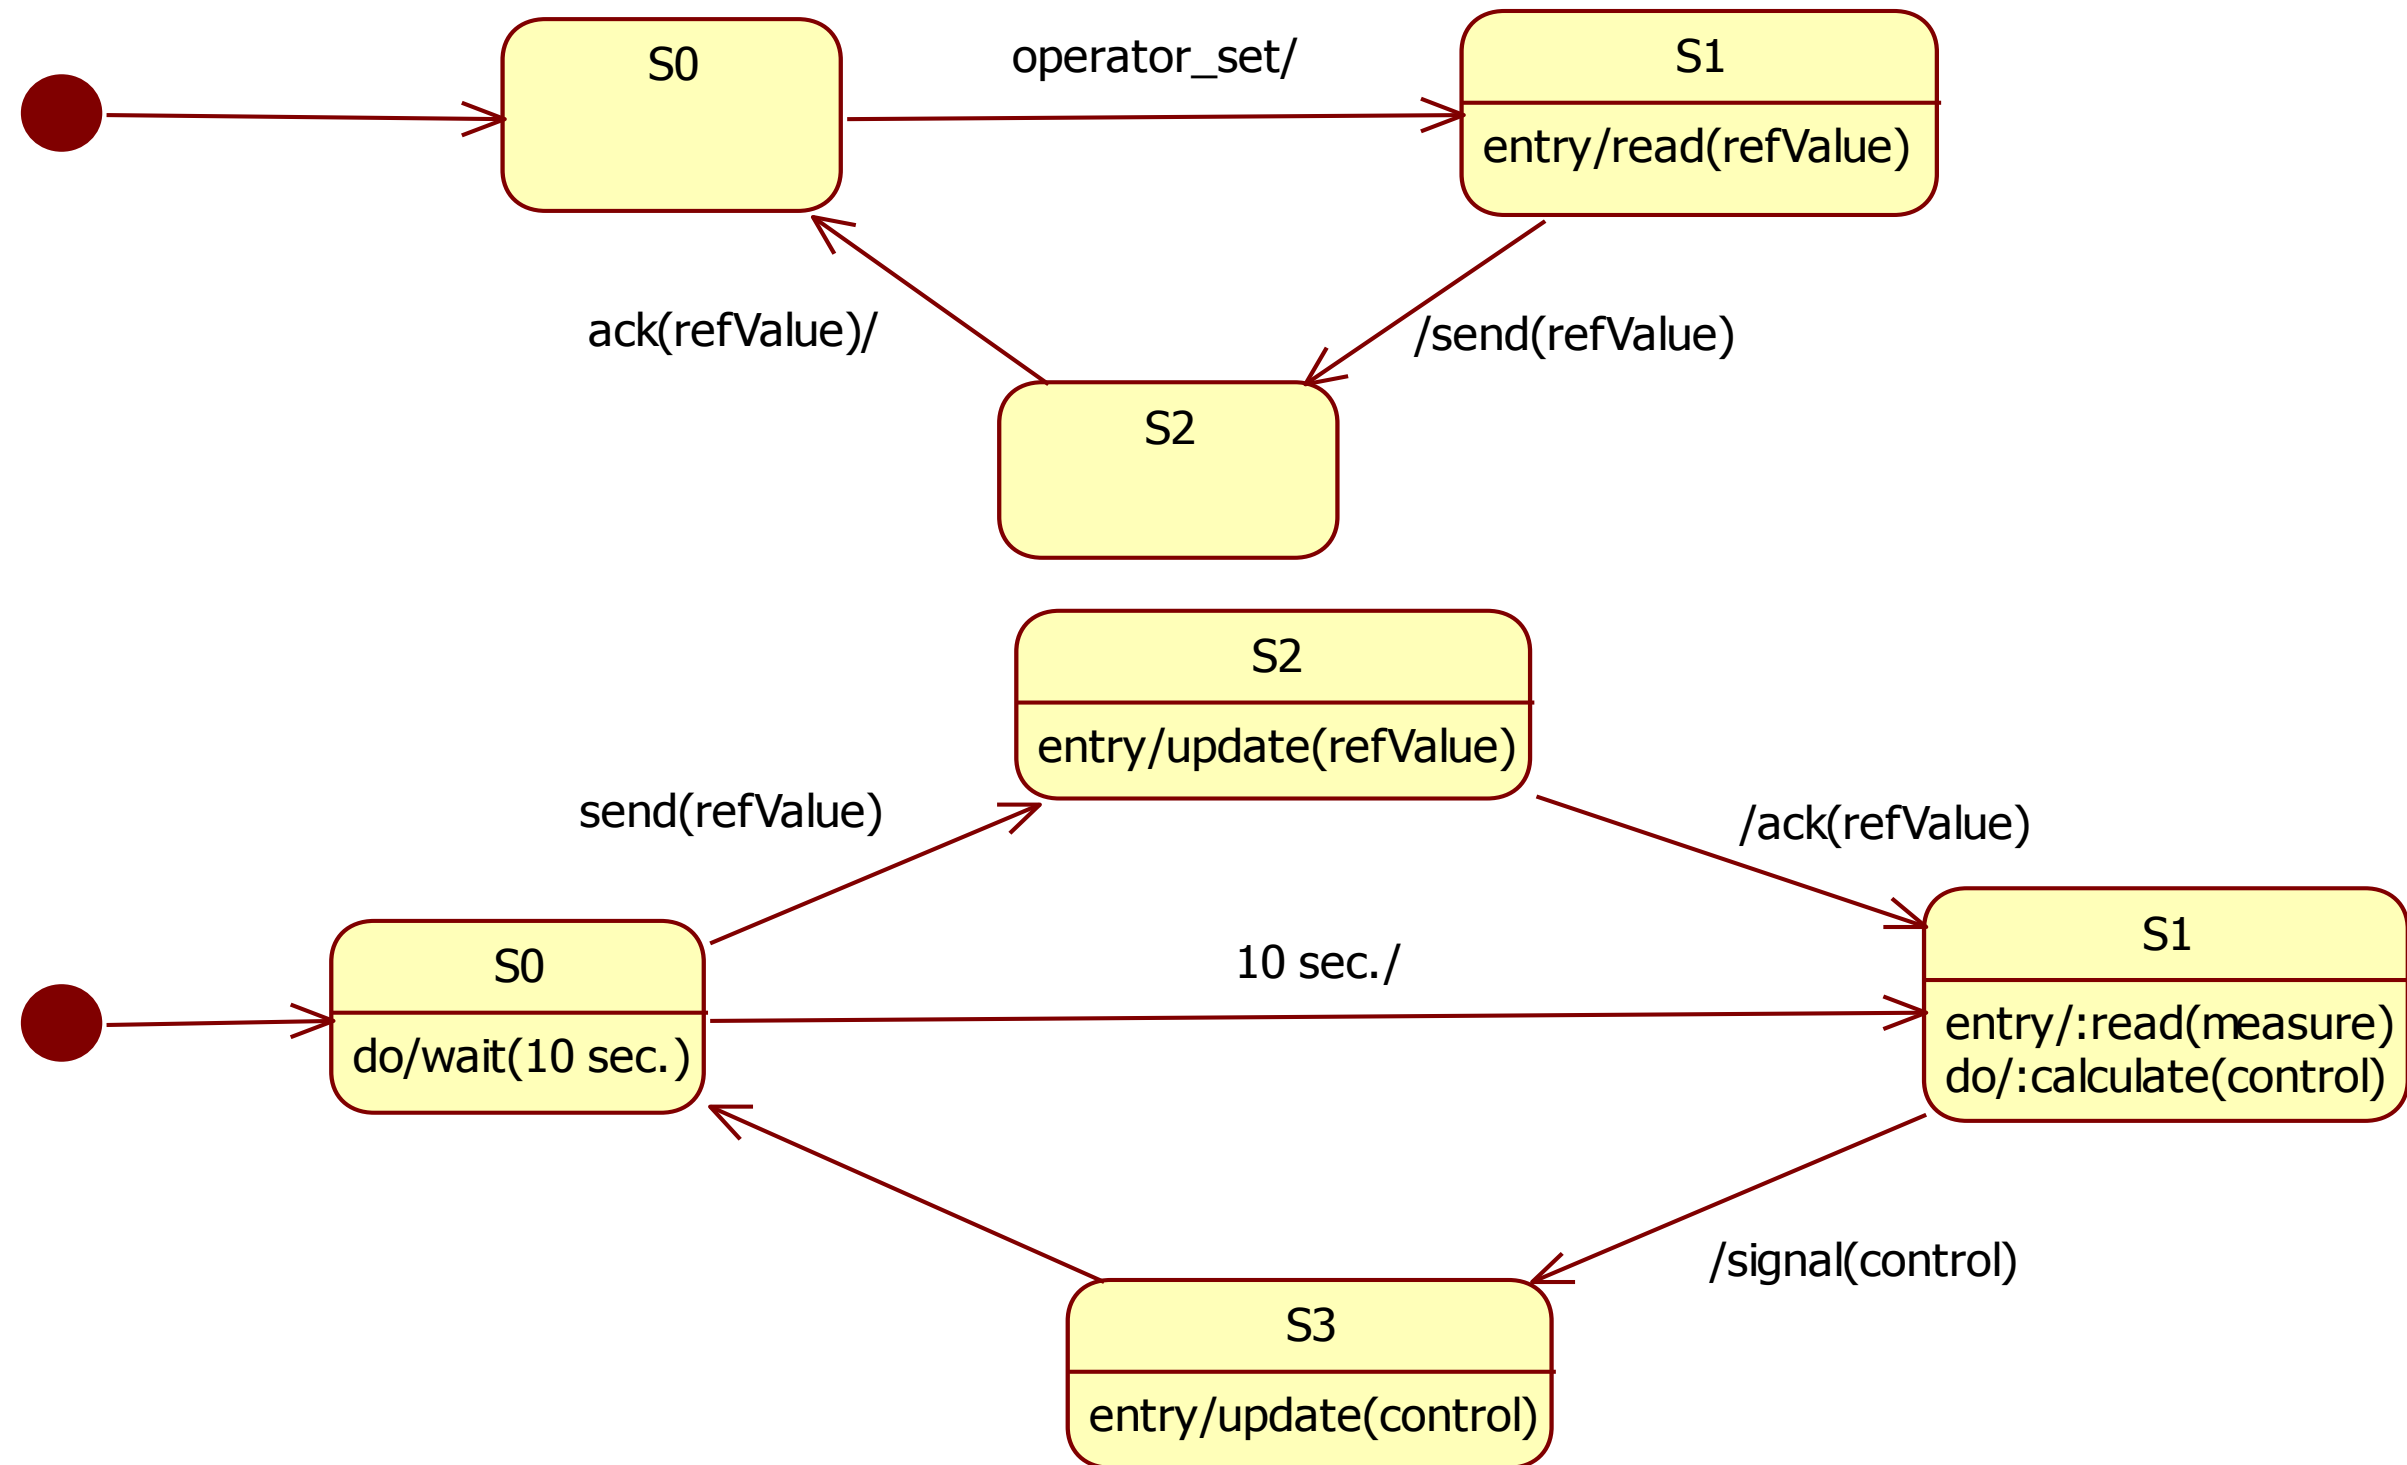 S0
operator_set/
S1
entry/read(refValue)
ack(refValue)/
/send(refValue)
S2
S2
entry/update(refValue)
send(refValue)
/ack(refValue)
S0
do/wait(10 sec.)
10 sec./
S1
entry/:read(measure)
do/:calculate(control)
/signal(control)
S3
entry/update(control)